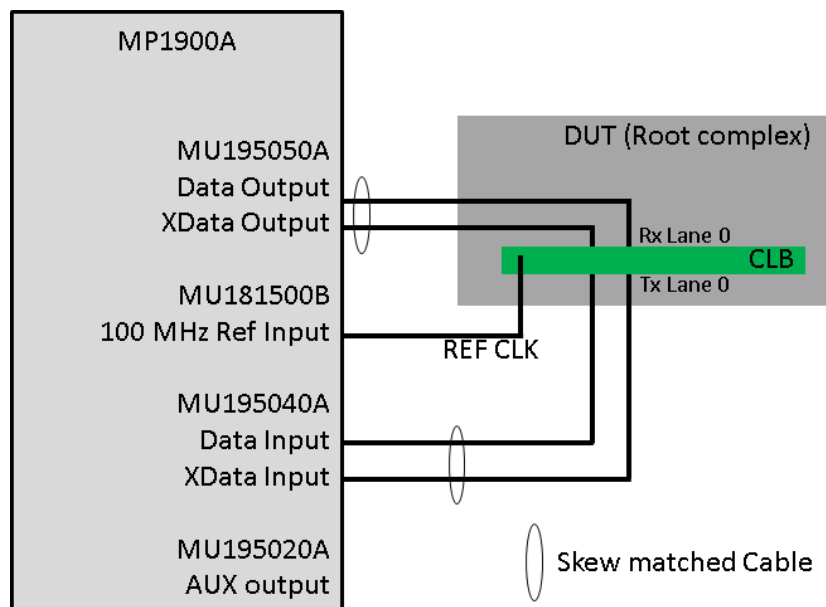 MP1900A
MU195050A
Data Output
XData Output
MU181500B
100 MHz Ref Input
MU195040A
Data Input
XData Input
MU195020A
AUX output
DUT (Root complex)
Rx Lane 0
CLB
Tx Lane 0
REF CLK
Skew matched Cable